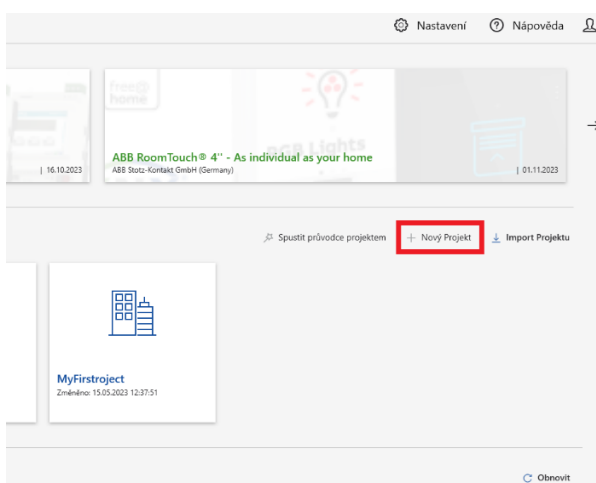 Nastavení
Nápověda
free@
home
RGB Lights
ABB RoomTouch® 4'' - As individual as your home
| 16.10.2023
ABB Stotz-Kontakt GmbH (Germany)
| 01.11.2023
Spustit průvodce projektem
Nový Projekt
Import Projektu
MyFirstroject
Změněno: 15.05.2023 12:37:51
Obnovit